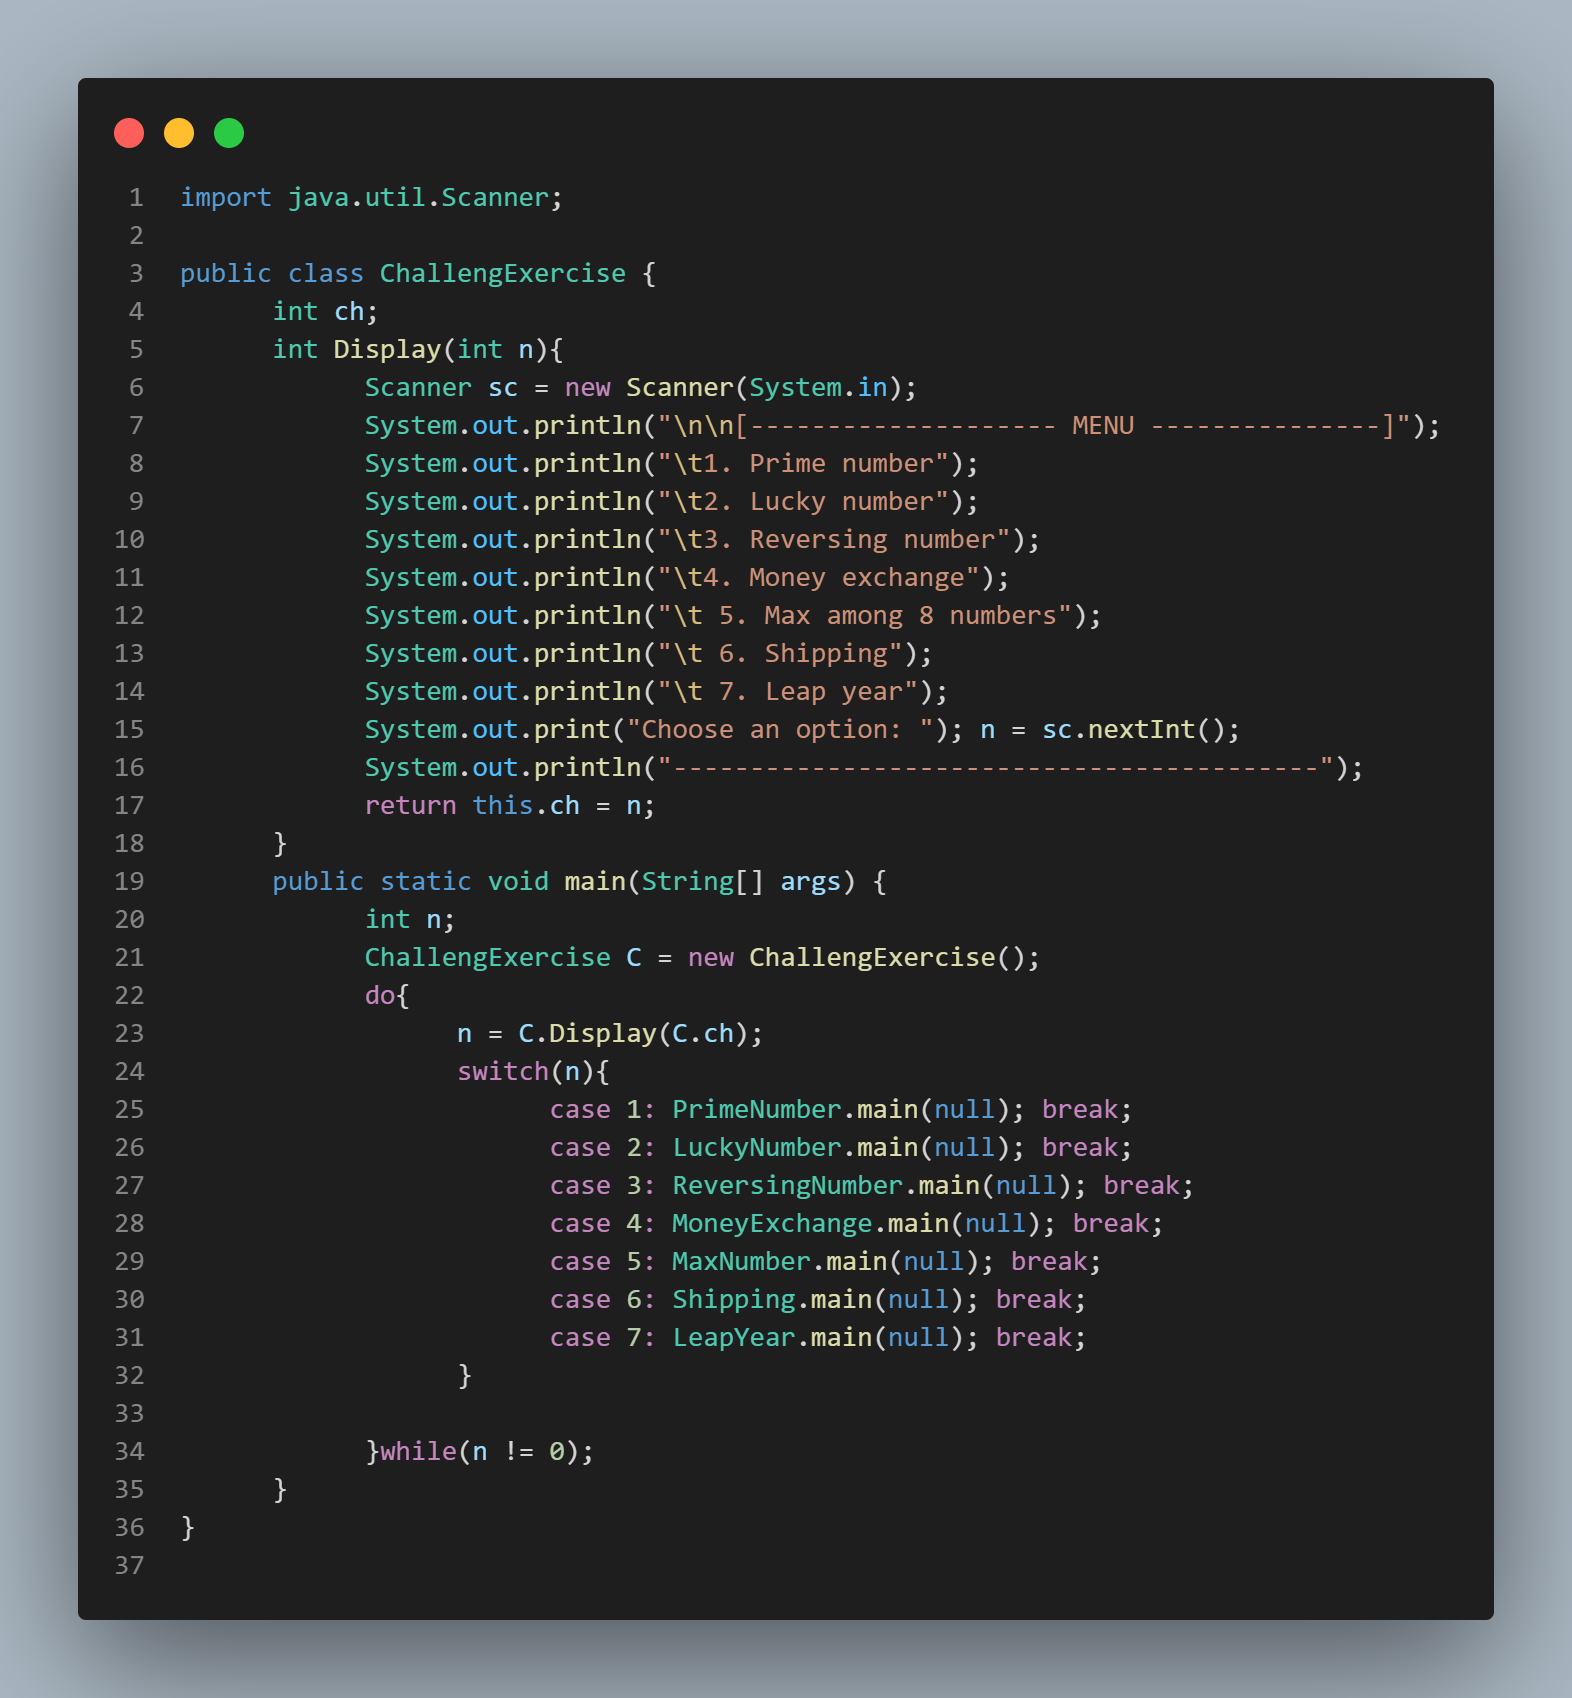 1 import java.util.Scanner;
2
3 public class ChallengExercise {
4 int ch;
5 int Display(int n){
6 Scanner sc = new Scanner(System.in);
7 System.out.println("\n\n[-------------------- MENU ---------------]");
8 System.out.println("\t1. Prime number");
9 System.out.println("\t2. Lucky number");
10 System.out.println("\t3. Reversing number");
11 System.out.println("\t4. Money exchange");
12 System.out.println("\t 5. Max among 8 numbers");
13 System.out.println("\t 6. Shipping");
14 System.out.println("\t 7. Leap year");
15 System.out.print("Choose an option: "); n = sc.nextInt();
16 System.out.println("------------------------------------------");
17 return this.ch = n;
18 }
19 public static void main(String[] args) {
20 int n;
21 ChallengExercise C = new ChallengExercise();
22 do{
23 n = C.Display(C.ch);
24 switch(n){
25 case 1: PrimeNumber.main(null); break;
26 case 2: LuckyNumber.main(null); break;
27 case 3: ReversingNumber.main(null); break;
28 case 4: MoneyExchange.main(null); break;
29 case 5: MaxNumber.main(null); break;
30 case 6: Shipping.main(null); break;
31 case 7: LeapYear.main(null); break;
32 }
33
34 }while(n != 0);
35 }
36 }
37